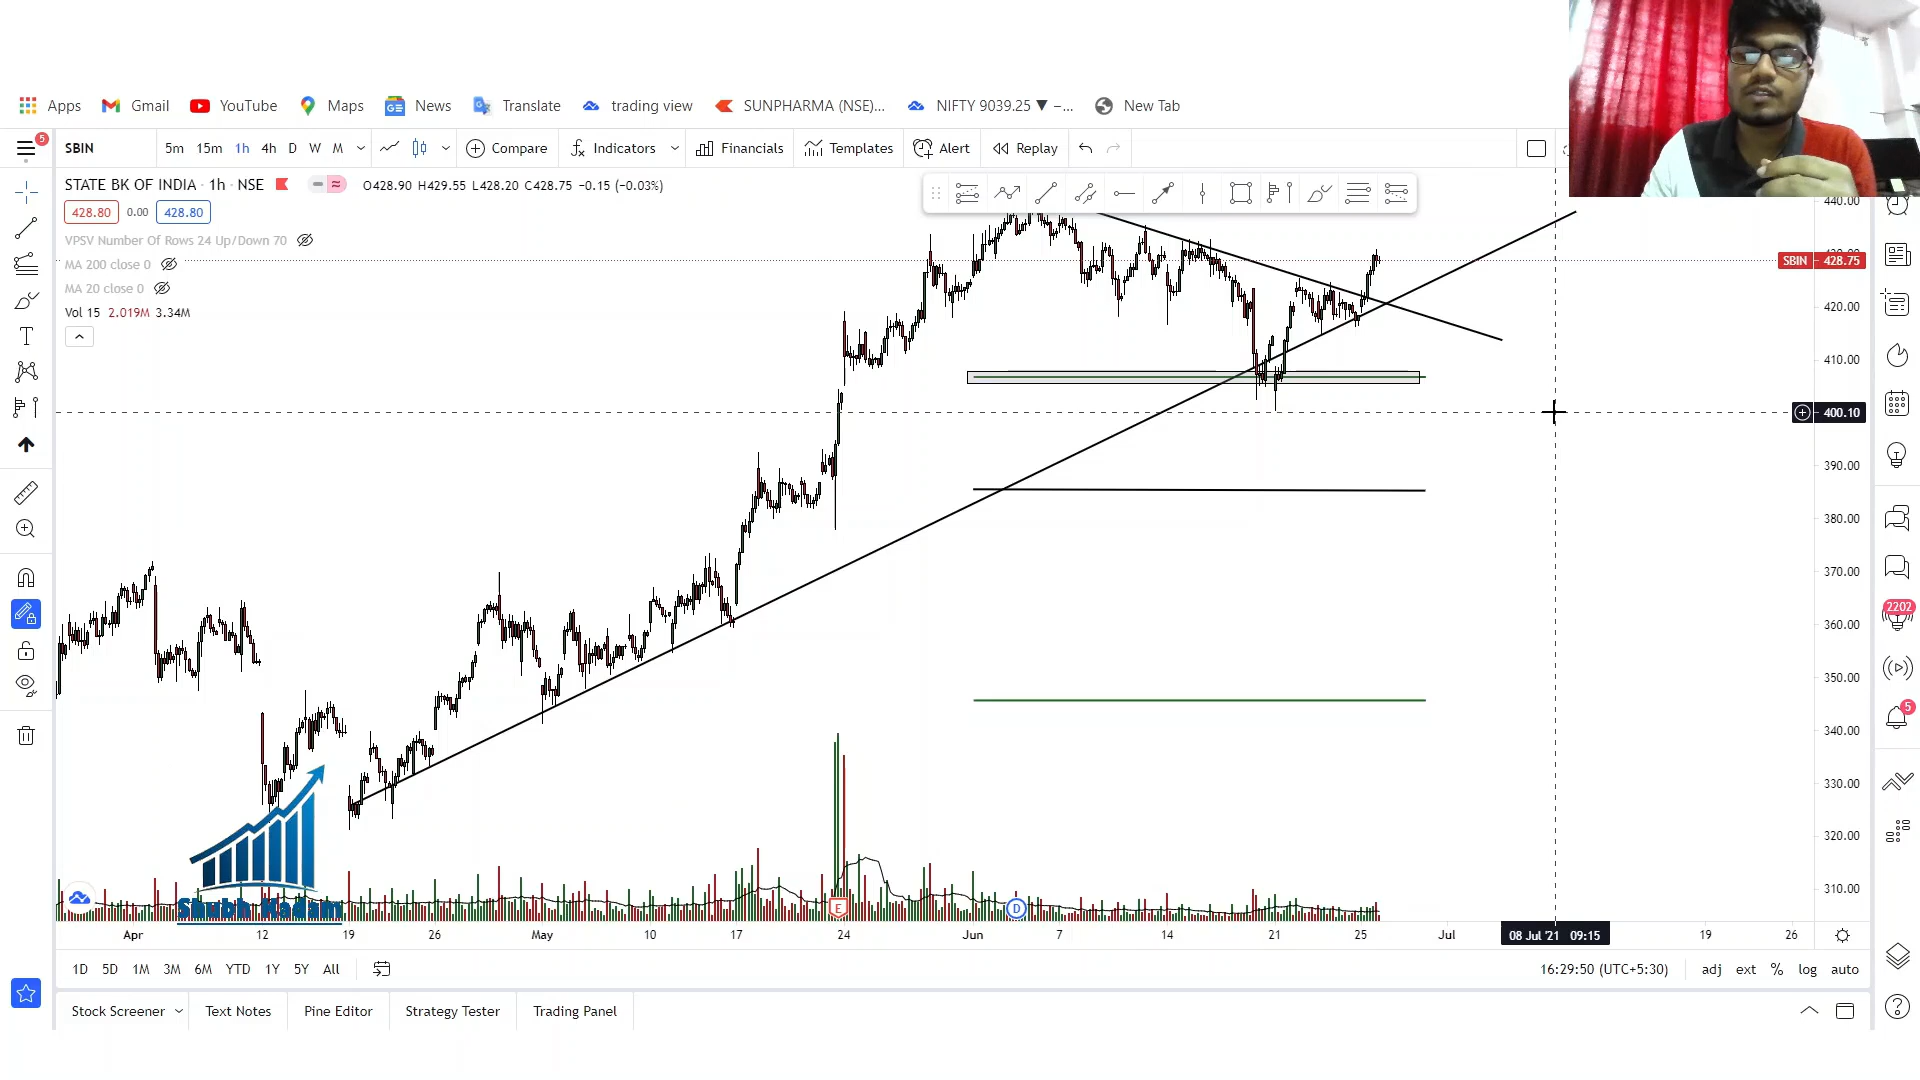 Apps Gmail YouTube Maps News Translate trading view SUNPHARMA (NSE)... NIFTY 9039.25 ▼ −... New Tab
5 SBIN 5m 15m 1h 4h D W M Compare Indicators Financials Templates Alert Replay
STATE BK OF INDIA · 1h · NSE O428.90 H429.55 L428.20 C428.75 −0.15 (−0.03%)
428.80 0.00 428.80
VPSV Number Of Rows 24 Up/Down 70
MA 200 close 0
MA 20 close 0
Vol 15 2.019M 3.34M
440.00
SBIN 428.75
420.00
410.00
400.10
390.00
380.00
370.00
360.00
350.00
340.00
330.00
320.00
310.00
2202
5
Shubh Kadam
E D
Apr 12 19 26 May 10 17 24 Jun 7 14 21 25 Jul 08 Jul '21 09:15 19 26
1D 5D 1M 3M 6M YTD 1Y 5Y All 16:29:50 (UTC+5:30) adj ext % log auto
Stock Screener Text Notes Pine Editor Strategy Tester Trading Panel